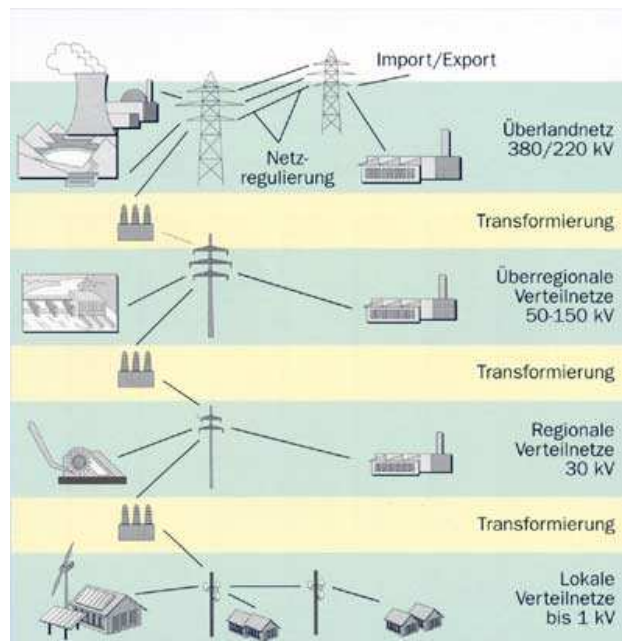 Import/Export
Überlandnetz
380/220 kV
Netz-
regulierung
Transformierung
Überregionale
Verteilnetze
50-150 kV
Transformierung
Regionale
Verteilnetze
30 kV
Transformierung
Lokale
Verteilnetze
bis 1 kV